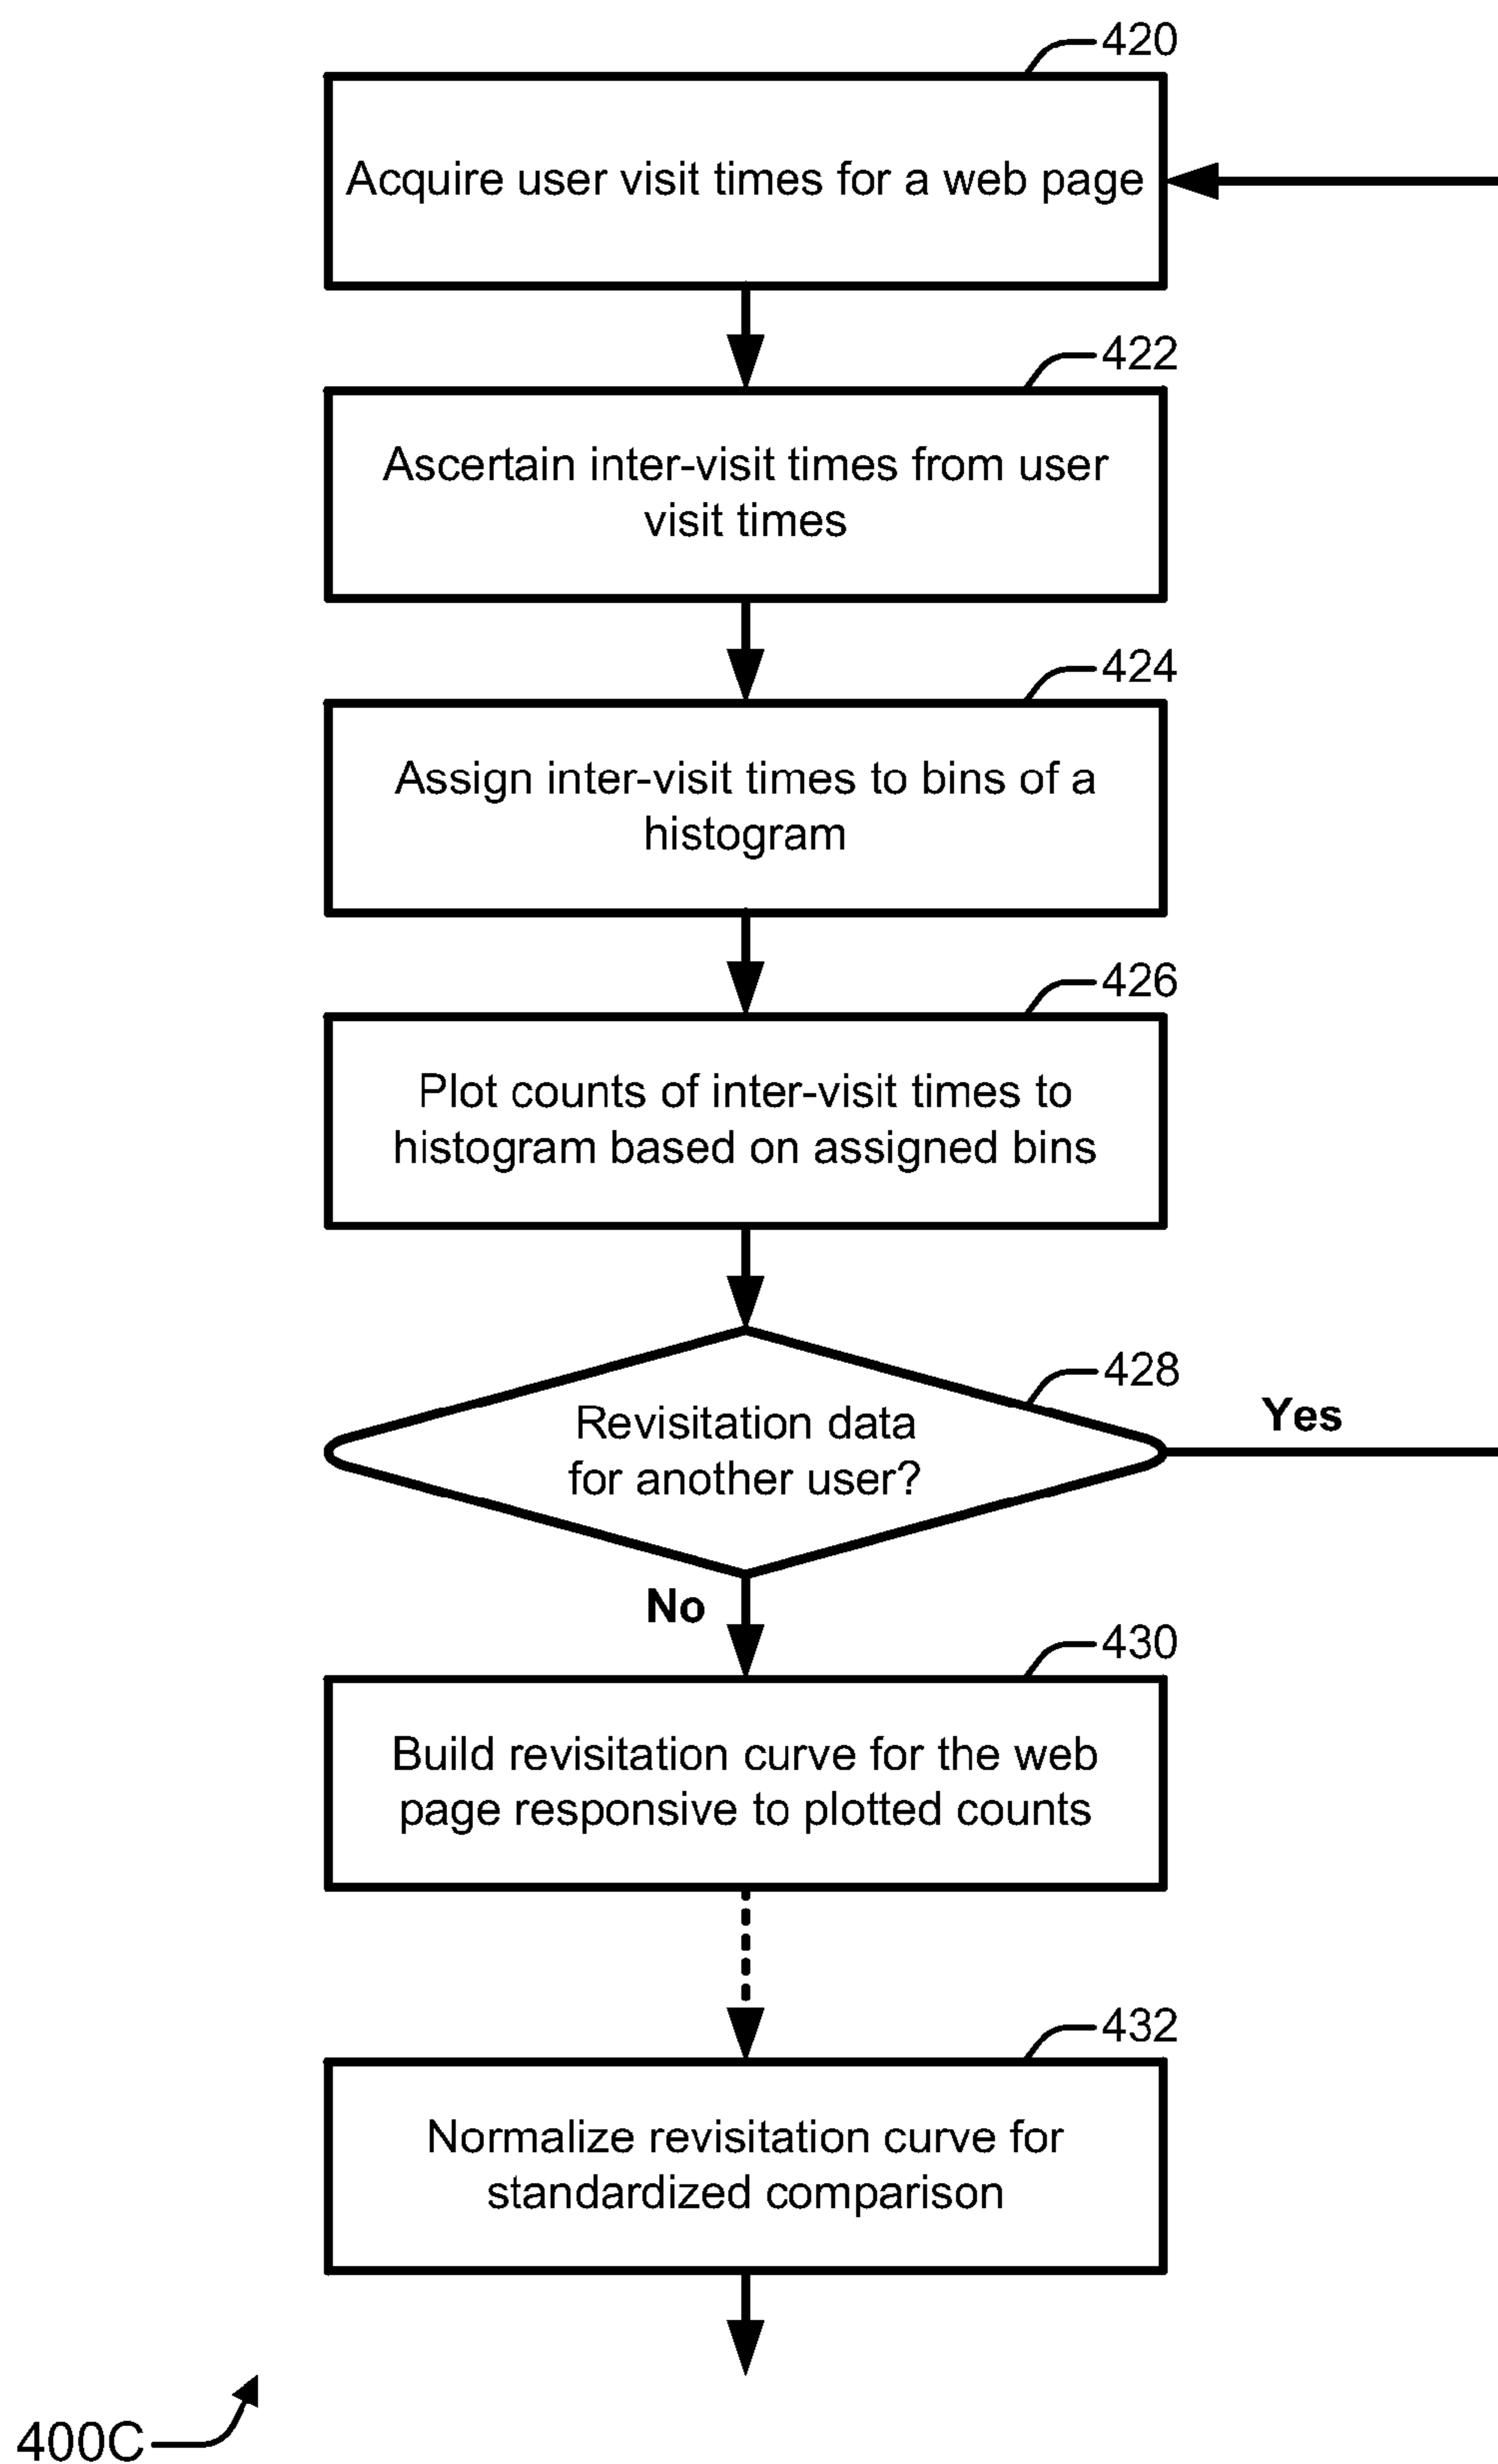 420
Acquire user visit times for a web page
422
Ascertain inter-visit times from user
visit times
424
Assign inter-visit times to bins of a
histogram
426
Plot counts of inter-visit times to
histogram based on assigned bins
428
Revisitation data
for another user?
Yes
No
430
Build revisitation curve for the web
page responsive to plotted counts
432
Normalize revisitation curve for
standardized comparison
400C